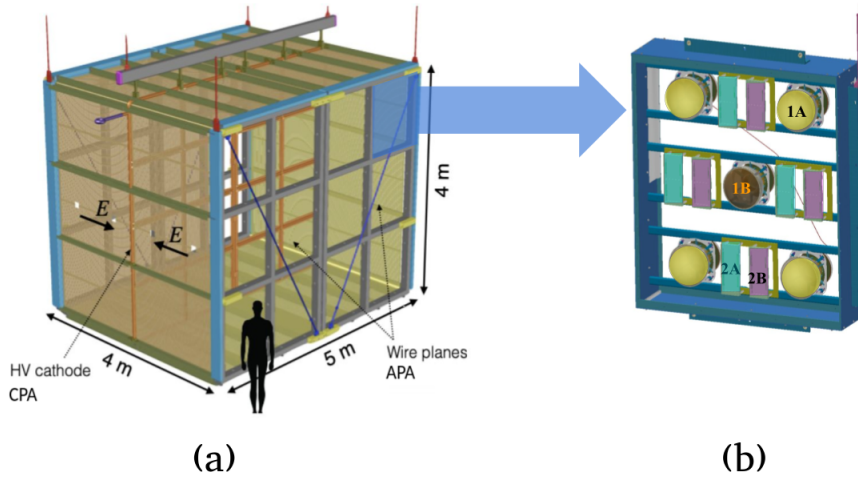 E
E
4 m
HV cathode
CPA
4 m
5 m
Wire planes
APA
(a)
1A
1B
2A
2B
(b)